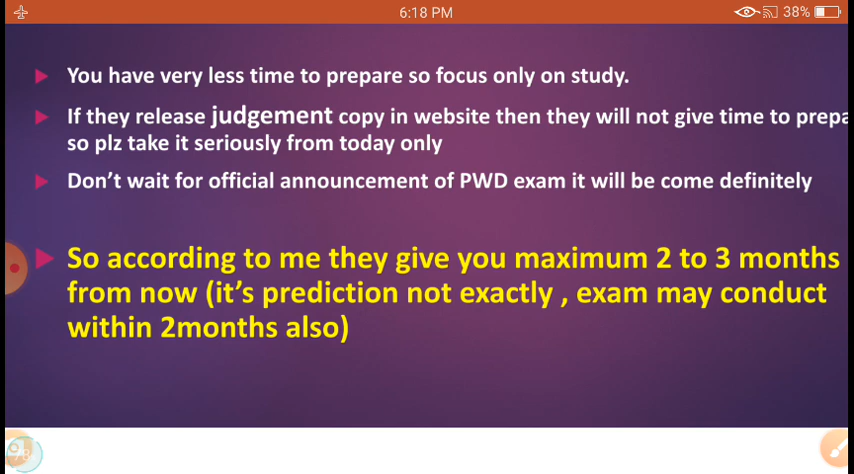 6:18 PM
38%
You have very less time to prepare so focus only on study.
If they release judgement copy in website then they will not give time to prepa
so plz take it seriously from today only
Don't wait for official announcement of PWD exam it will be come definitely
So according to me they give you maximum 2 to 3 months
from now (it's prediction not exactly , exam may conduct
within 2months also)